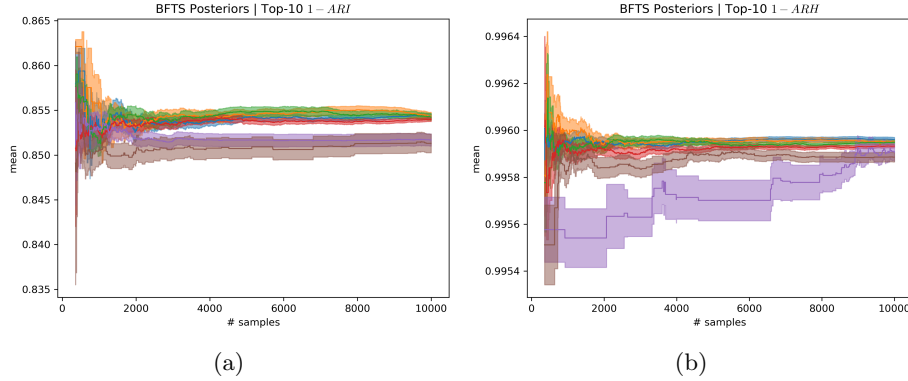 BFTS Posteriors | Top-10 1 − ARI
0.865
0.860
0.855
0.850
0.845
0.840
0.835
mean
0 2000 4000 6000 8000 10000
# samples
(a)
BFTS Posteriors | Top-10 1 − ARH
0.9964
0.9962
0.9960
0.9958
0.9956
0.9954
mean
0 2000 4000 6000 8000 10000
# samples
(b)